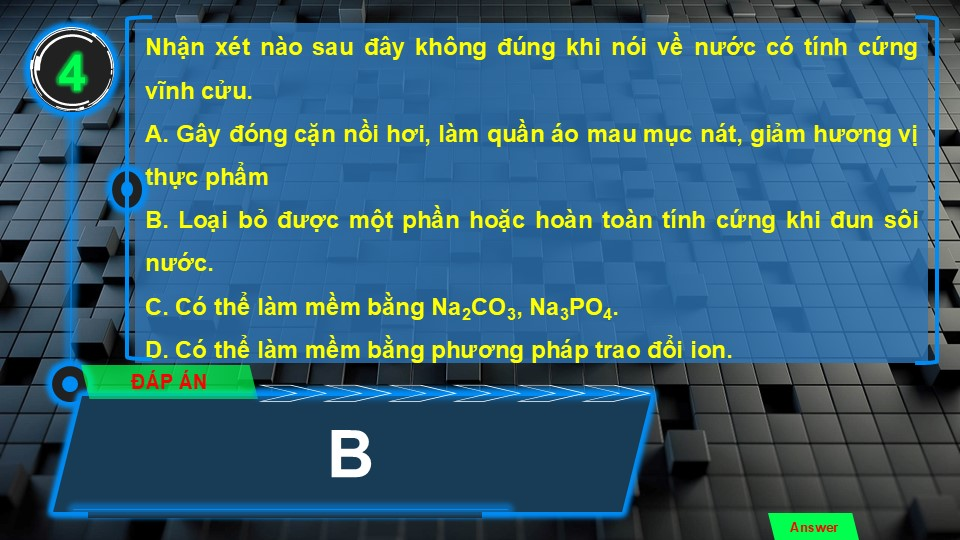 4
Nhận xét nào sau đây không đúng khi nói về nước có tính cứng
vĩnh cửu.
A. Gây đóng cặn nồi hơi, làm quần áo mau mục nát, giảm hương vị
thực phẩm
B. Loại bỏ được một phần hoặc hoàn toàn tính cứng khi đun sôi
nước.
C. Có thể làm mềm bằng Na₂CO₃, Na₃PO₄.
D. Có thể làm mềm bằng phương pháp trao đổi ion.
ĐÁP ÁN
B
Answer